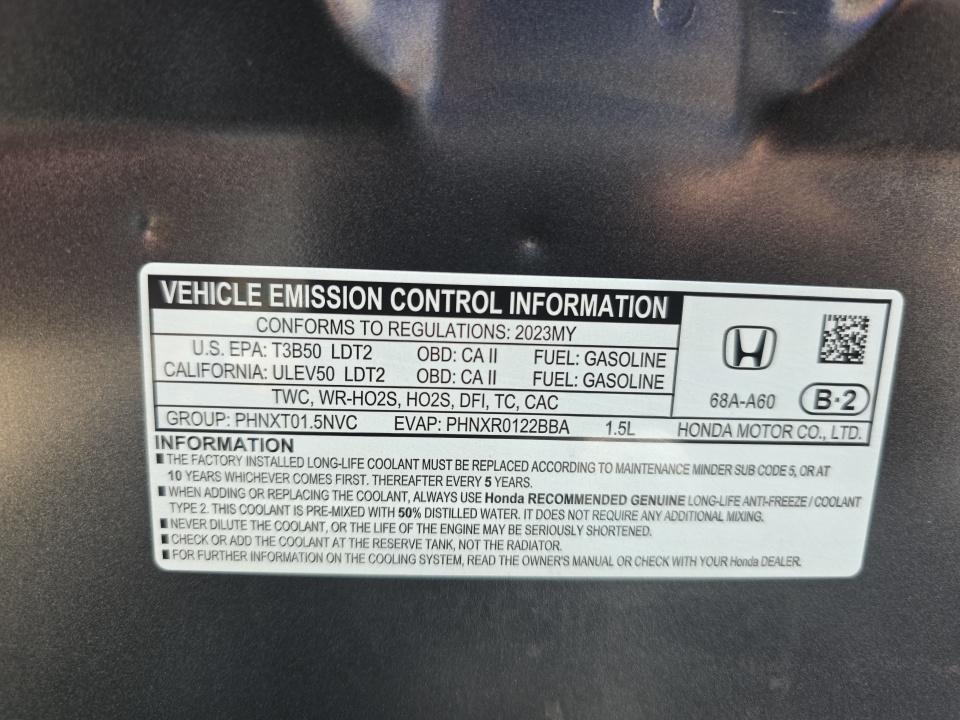 VEHICLE EMISSION CONTROL INFORMATION
CONFORMS TO REGULATIONS: 2023MY
U.S. EPA: T3B50 LDT2 OBD: CA II FUEL: GASOLINE
CALIFORNIA: ULEV50 LDT2 OBD: CA II FUEL: GASOLINE
TWC, WR-HO2S, HO2S, DFI, TC, CAC
68A-A60 B-2
GROUP: PHNXT01.5NVC EVAP: PHNXR0122BBA 1.5L HONDA MOTOR CO., LTD.
INFORMATION
■ THE FACTORY INSTALLED LONG-LIFE COOLANT MUST BE REPLACED ACCORDING TO MAINTENANCE MINDER SUB CODE 5, OR AT
10 YEARS WHICHEVER COMES FIRST. THEREAFTER EVERY 5 YEARS.
■ WHEN ADDING OR REPLACING THE COOLANT, ALWAYS USE Honda RECOMMENDED GENUINE LONG-LIFE ANTI-FREEZE / COOLANT
TYPE 2. THIS COOLANT IS PRE-MIXED WITH 50% DISTILLED WATER. IT DOES NOT REQUIRE ANY ADDITIONAL MIXING.
■ NEVER DILUTE THE COOLANT, OR THE LIFE OF THE ENGINE MAY BE SERIOUSLY SHORTENED.
■ CHECK OR ADD THE COOLANT AT THE RESERVE TANK, NOT THE RADIATOR.
■ FOR FURTHER INFORMATION ON THE COOLING SYSTEM, READ THE OWNER'S MANUAL OR CHECK WITH YOUR Honda DEALER.